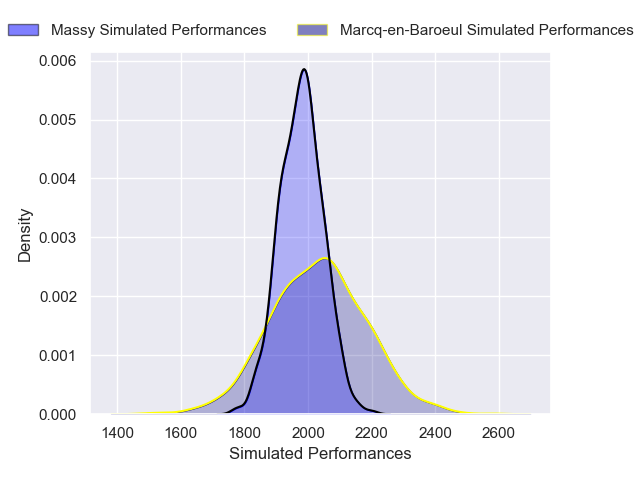 Massy Simulated Performances
Marcq-en-Baroeul Simulated Performances
0.006
0.005
0.004
0.003
0.002
0.001
0.000
Density
1400 1600 1800 2000 2200 2400 2600
Simulated Performances